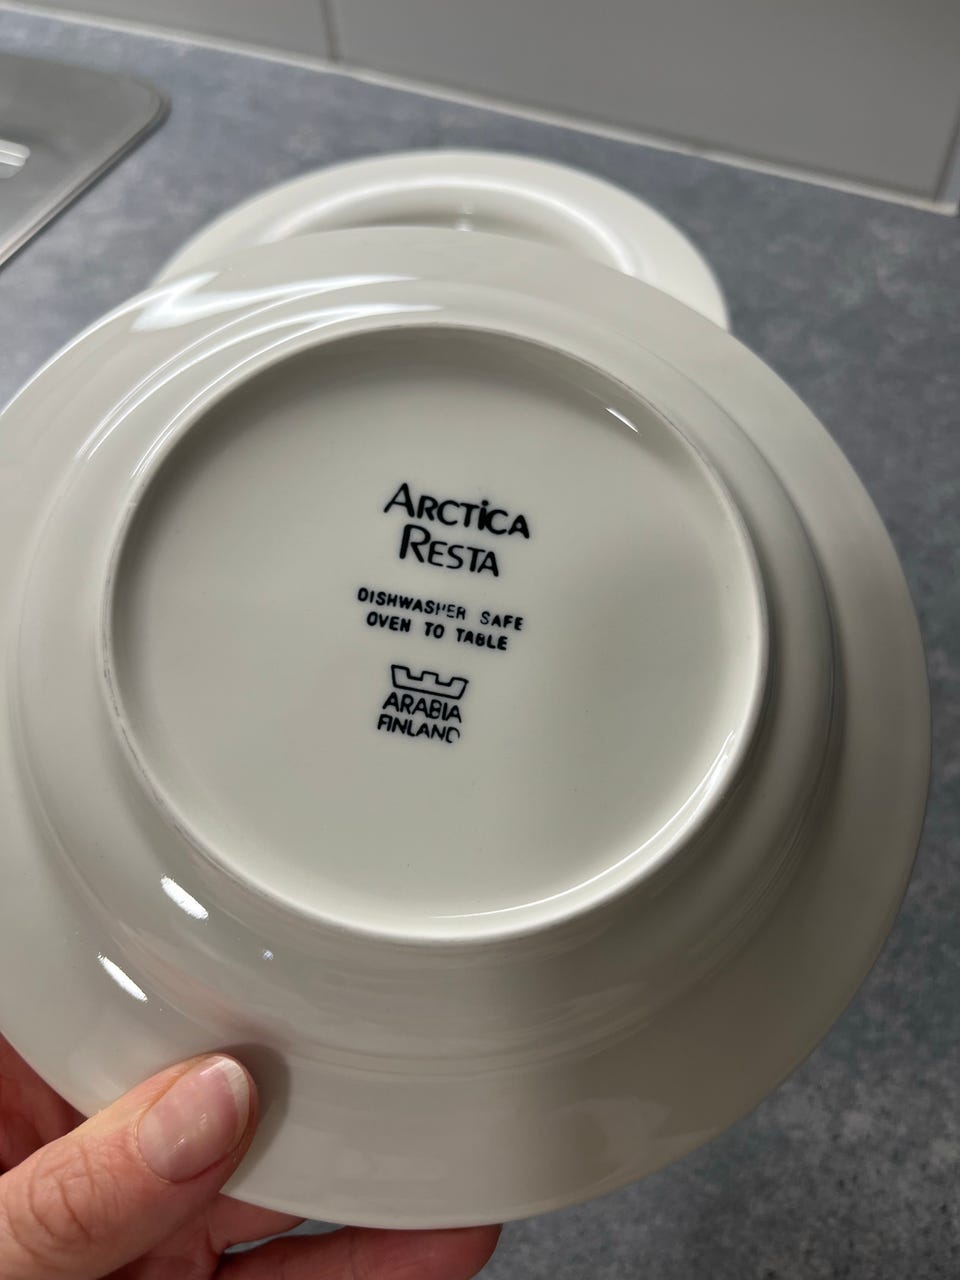 ARCTiCA
RESTA
DISHWASHER SAFE
OVEN TO TABLE
ARABIA
FINLAND